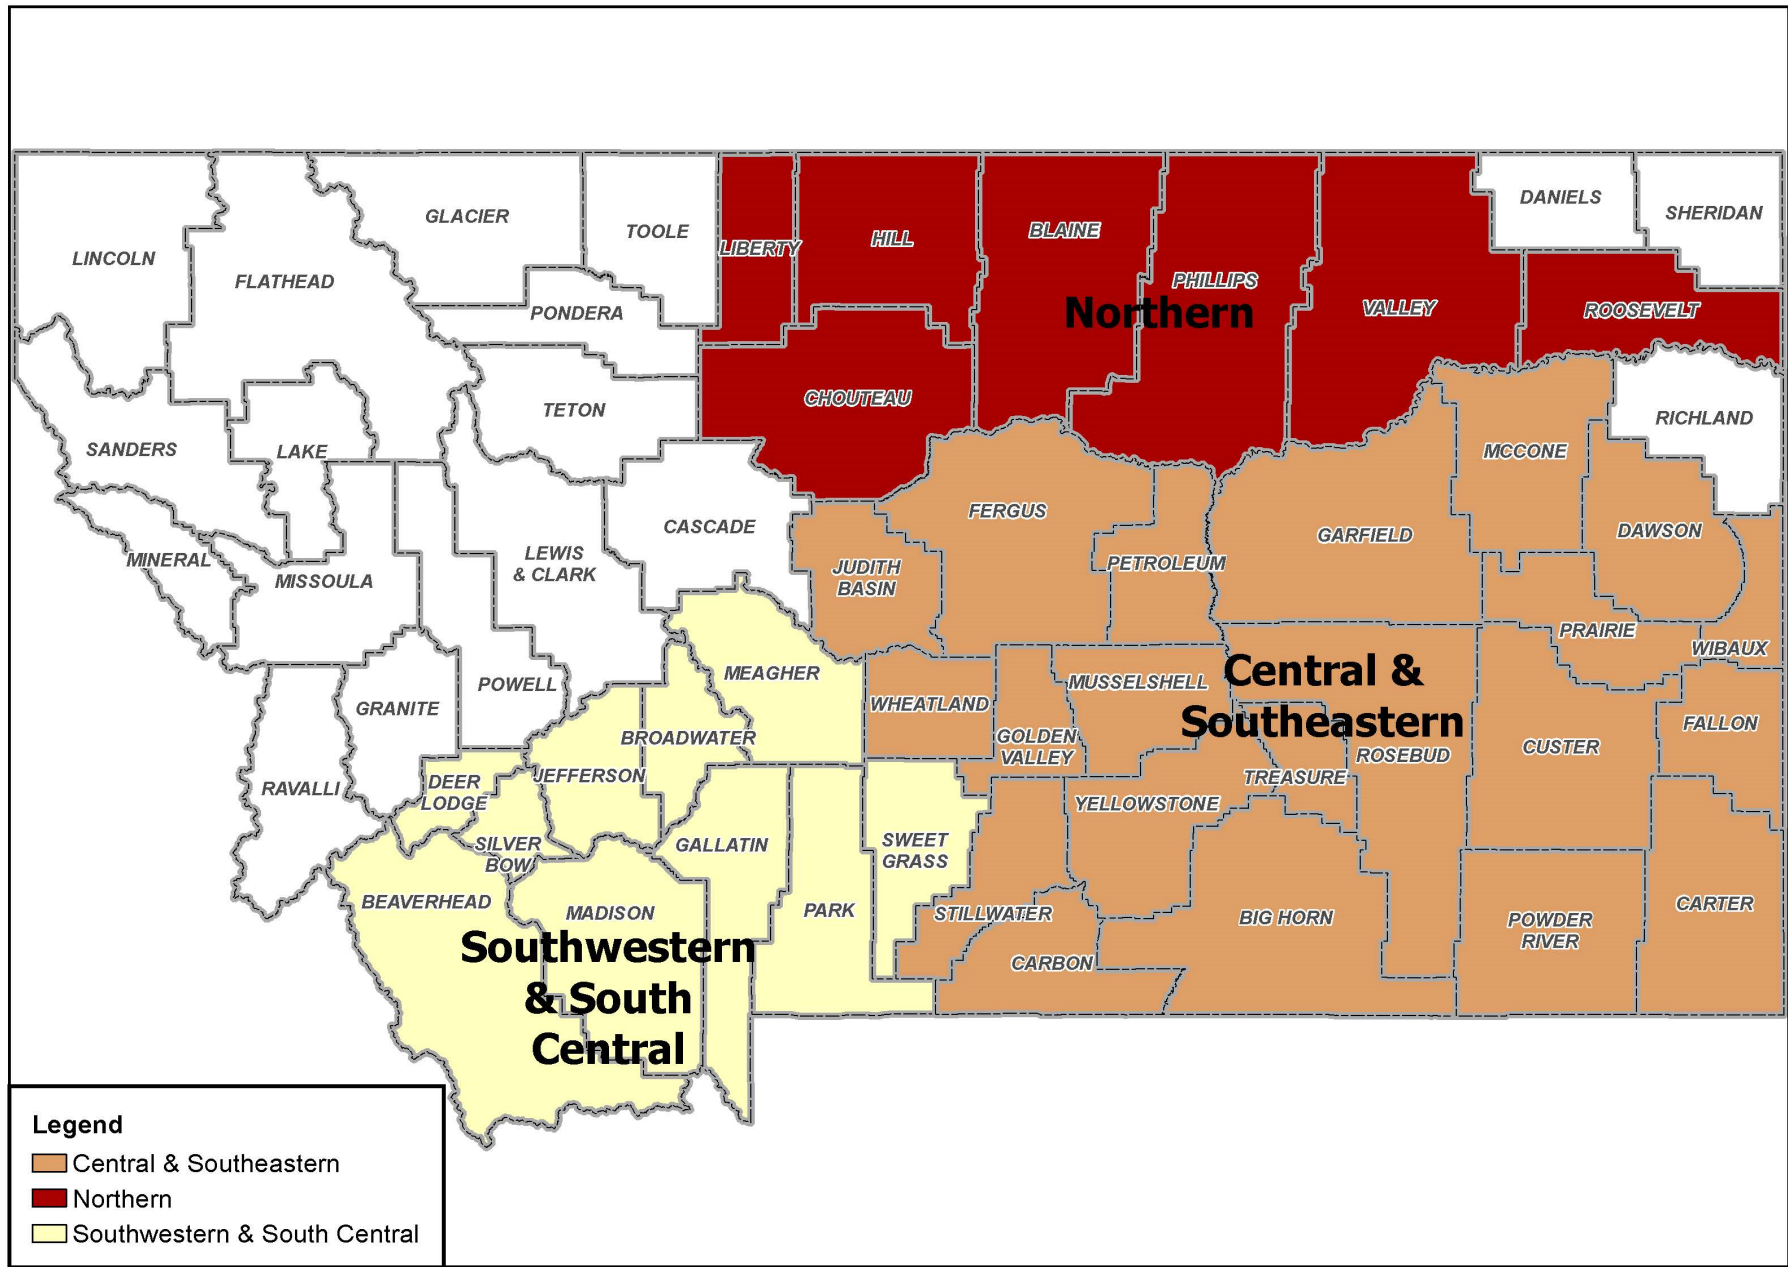 DANIELS
SHERIDAN
GLACIER
TOOLE
LIBERTY
HILL
BLAINE
LINCOLN
FLATHEAD
PHILLIPS
VALLEY
ROOSEVELT
PONDERA
Northern
CHOUTEAU
TETON
RICHLAND
SANDERS
LAKE
MCCONE
CASCADE
FERGUS
GARFIELD
DAWSON
MINERAL
MISSOULA
LEWIS
& CLARK
JUDITH
BASIN
PETROLEUM
PRAIRIE
WIBAUX
POWELL
MEAGHER
MUSSELSHELL
Central &
Southeastern
GRANITE
WHEATLAND
FALLON
BROADWATER
GOLDEN
VALLEY
ROSEBUD
CUSTER
RAVALLI
DEER
LODGE
JEFFERSON
TREASURE
YELLOWSTONE
SILVER
BOW
GALLATIN
SWEET
GRASS
BEAVERHEAD
MADISON
PARK
STILLWATER
BIG HORN
POWDER
RIVER
CARTER
CARBON
Southwestern
& South
Central
Legend
Central & Southeastern
Northern
Southwestern & South Central